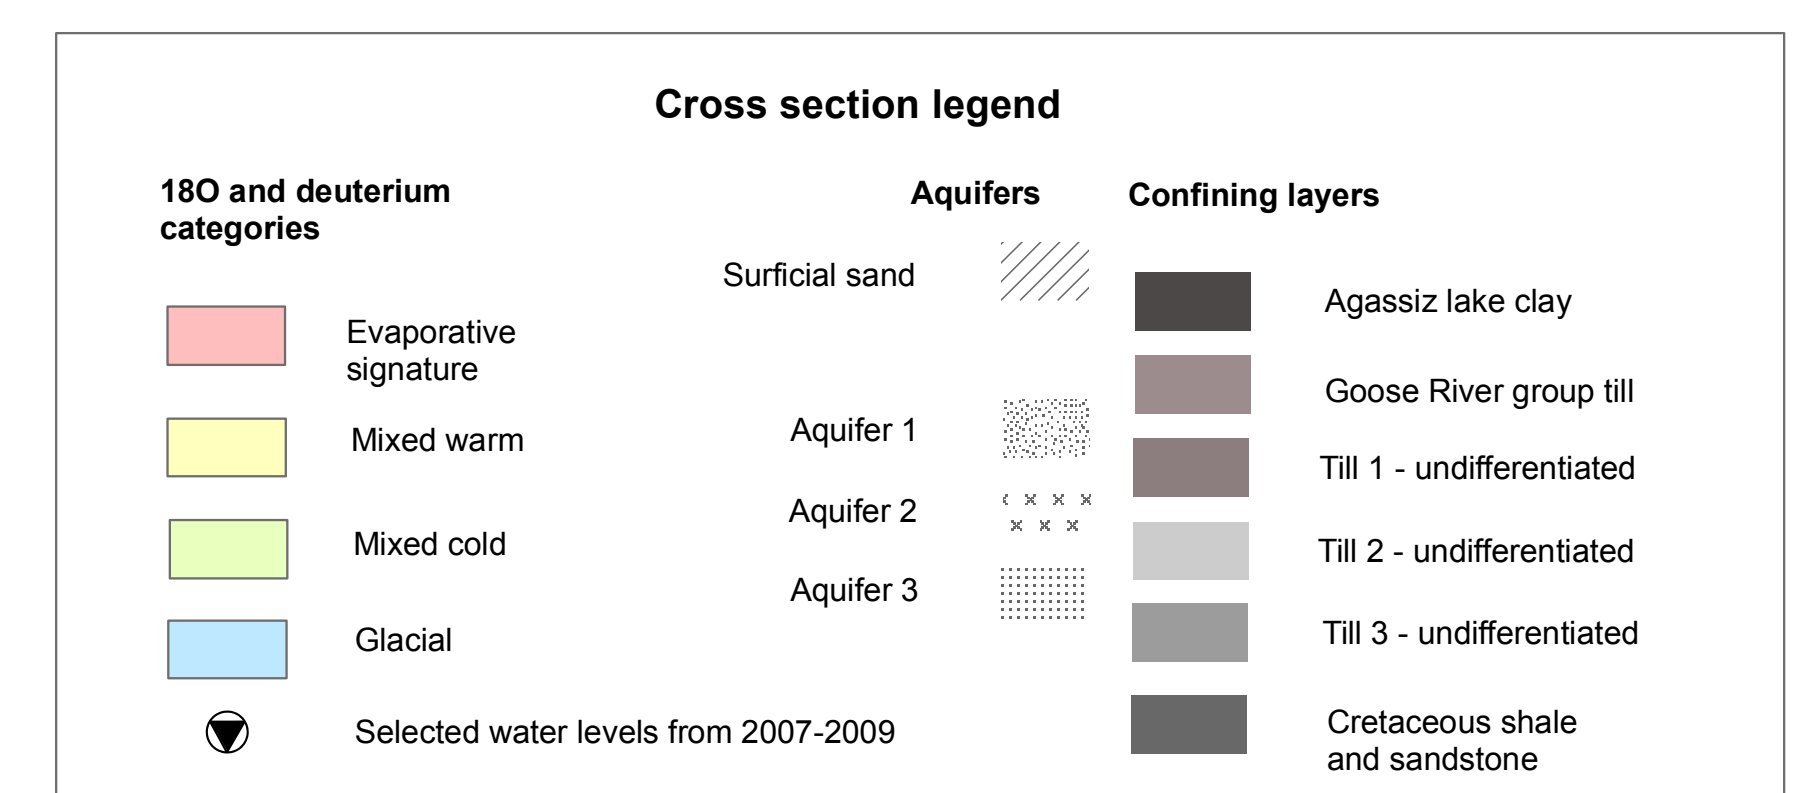 Cross section legend
18O and deuterium
categories
Evaporative
signature
Mixed warm
Mixed cold
Glacial
Selected water levels from 2007-2009
Aquifers
Surficial sand
Aquifer 1
Aquifer 2
Aquifer 3
Confining layers
Agassiz lake clay
Goose River group till
Till 1 - undifferentiated
Till 2 - undifferentiated
Till 3 - undifferentiated
Cretaceous shale
and sandstone